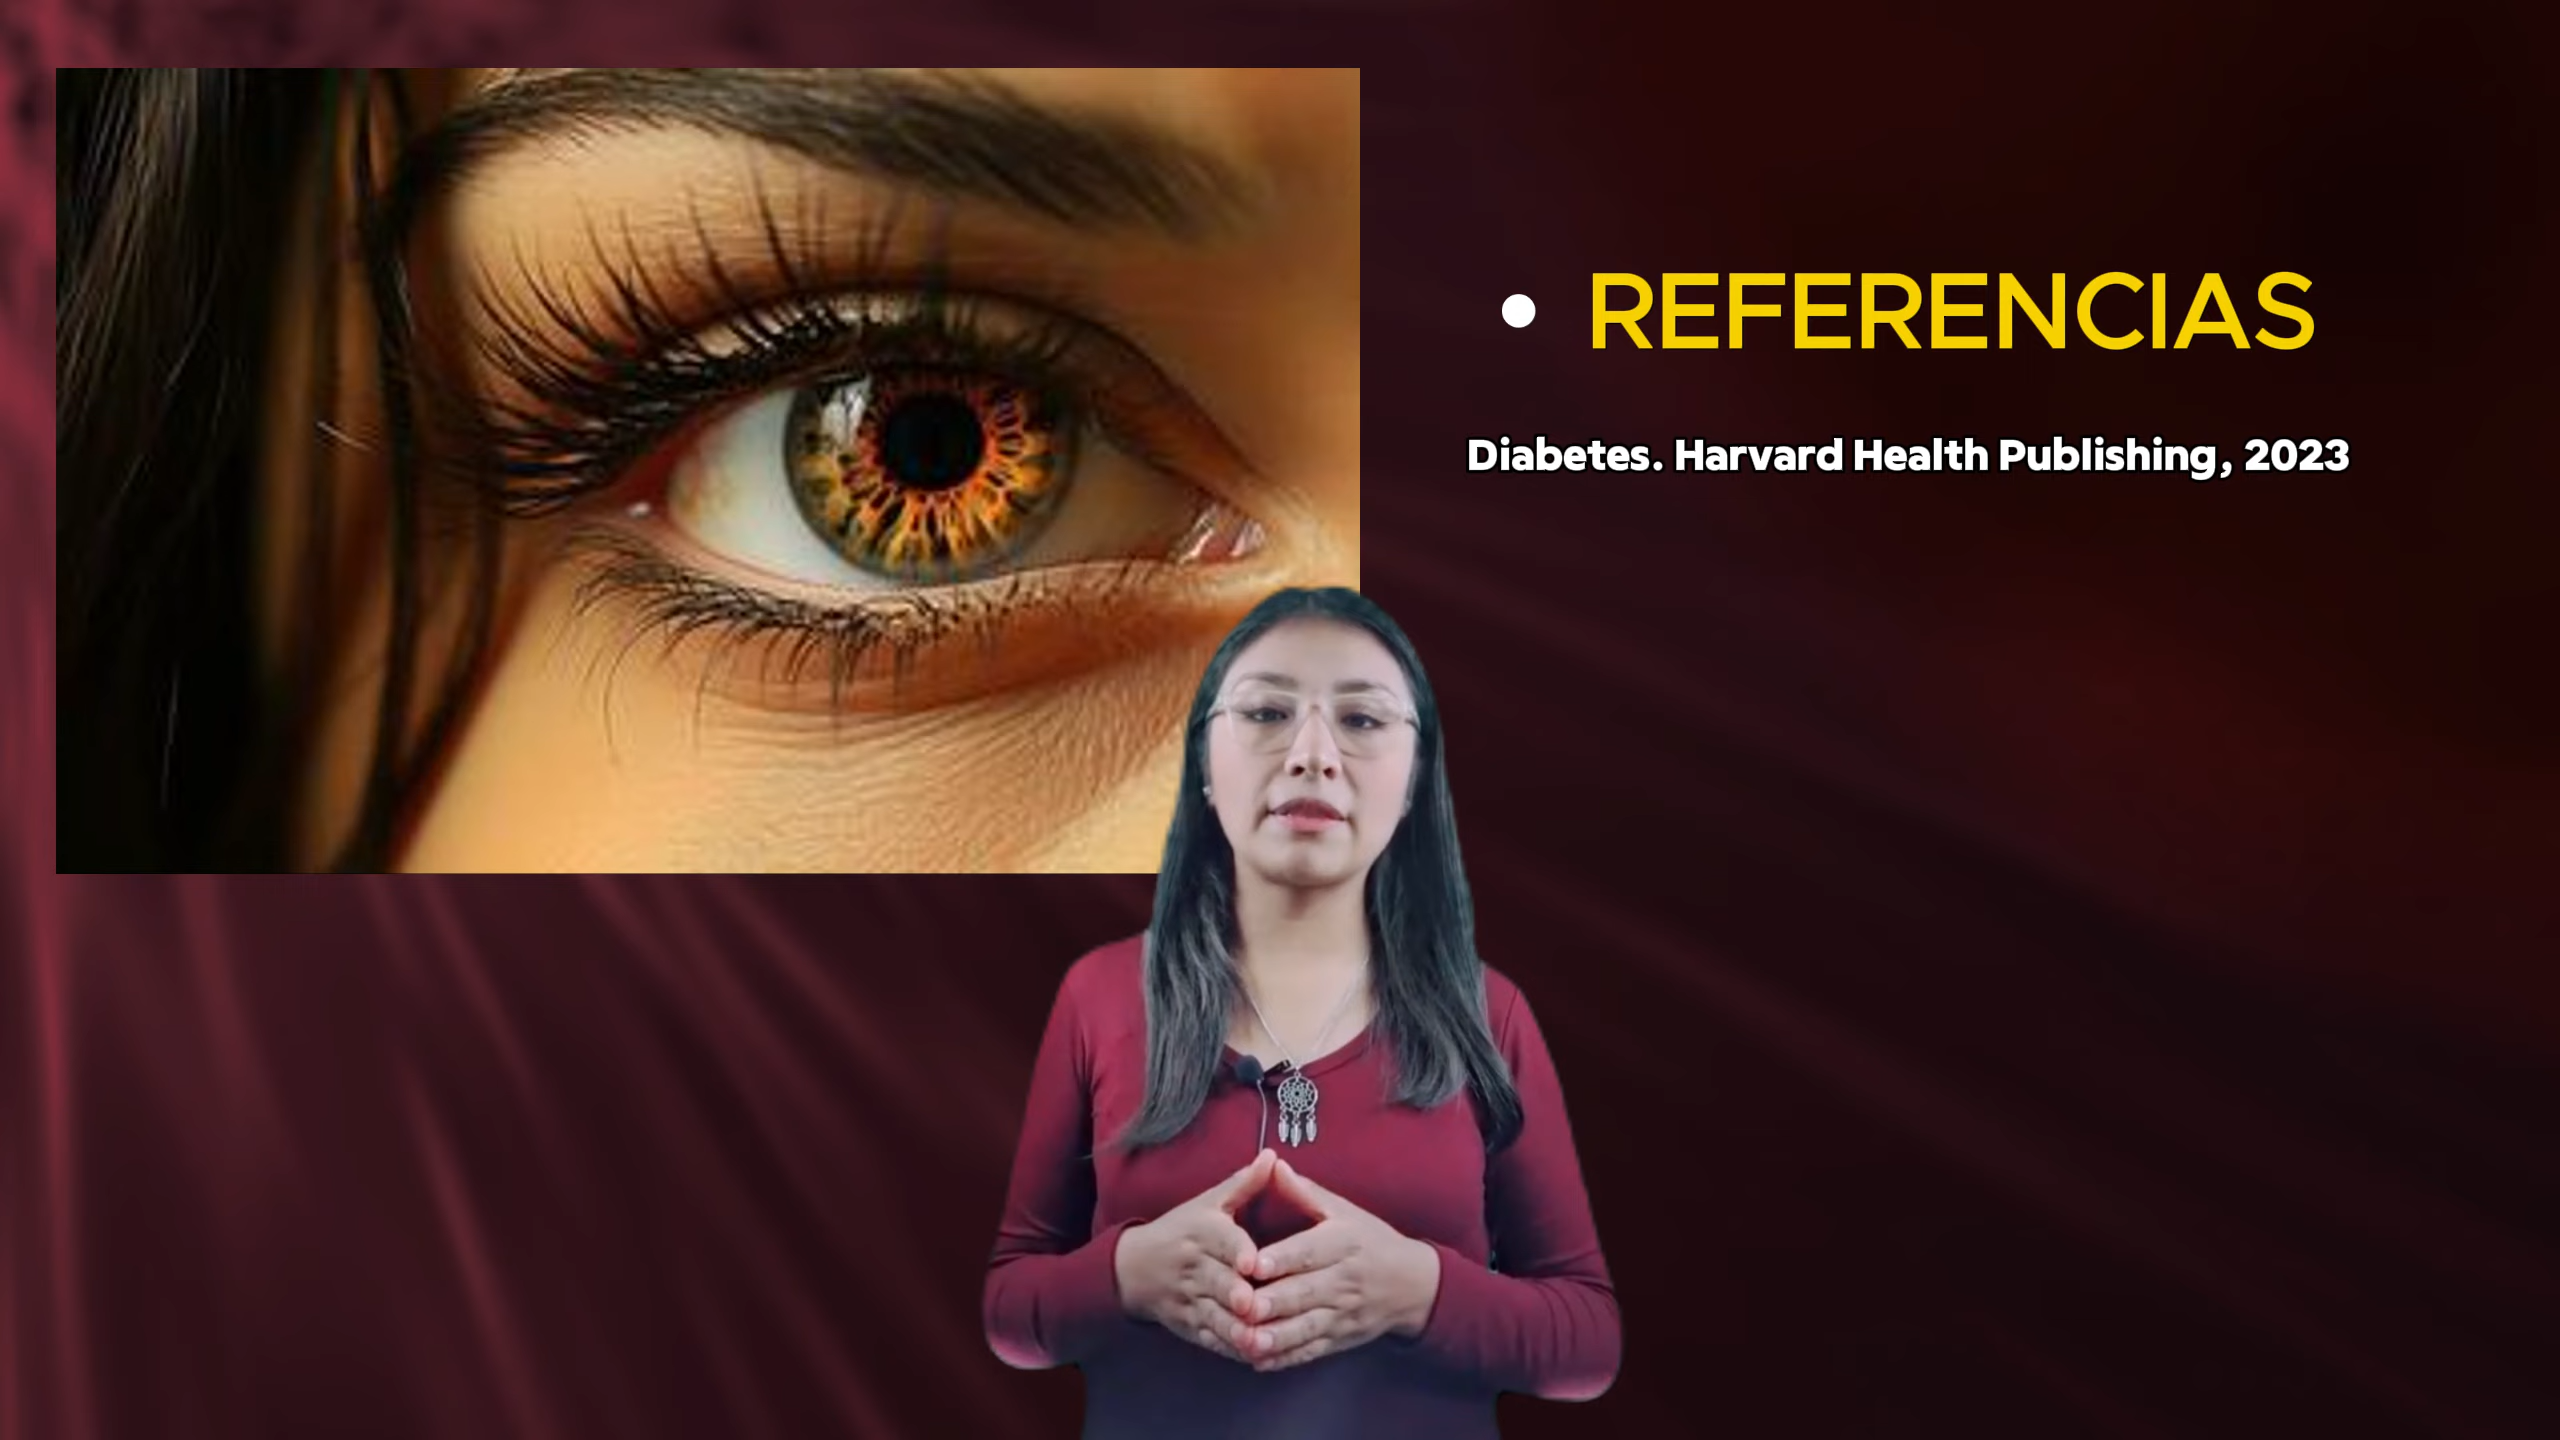 • REFERENCIAS
Diabetes. Harvard Health Publishing, 2023